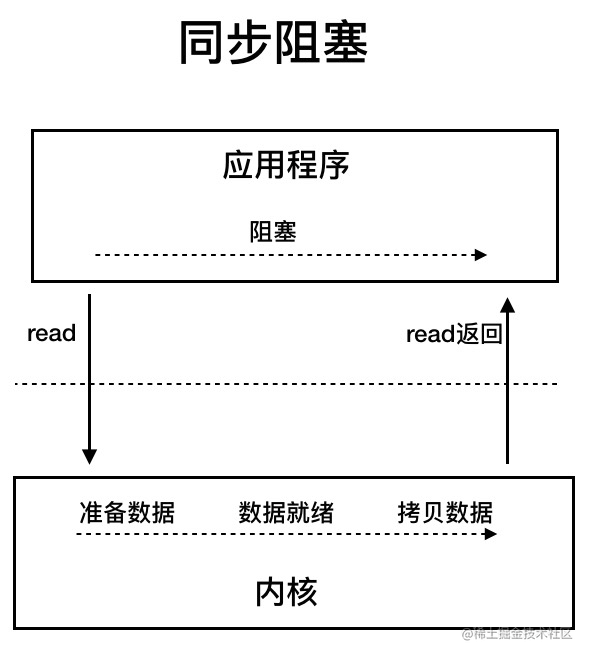 同步阻塞
应用程序
阻塞
read
read返回
准备数据 数据就绪 拷贝数据
内核
@稀土掘金技术社区